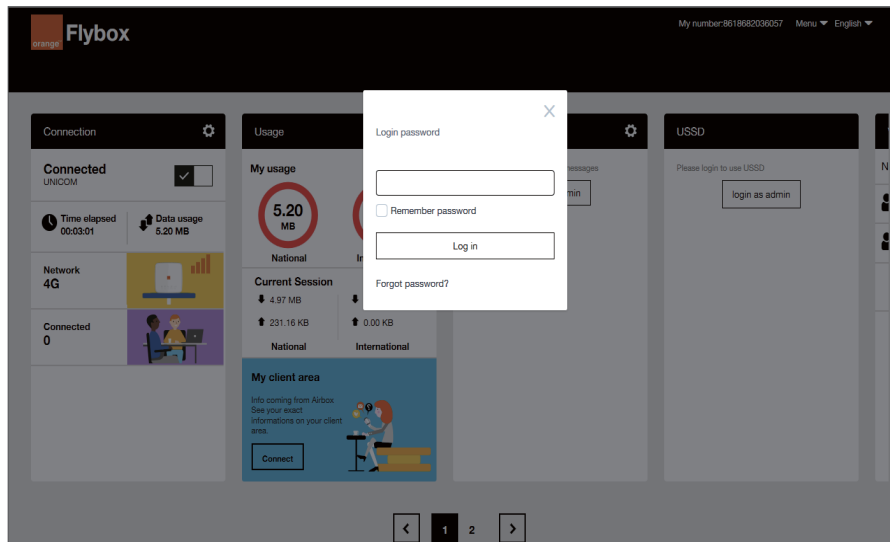 orange Flybox
My number:8618682036057 Menu English
Connection
Connected
UNICOM
Time elapsed
00:03:01
Data usage
5.20 MB
Network
4G
Connected
0
Usage
My usage
5.20
MB
National
Current Session
4.97 MB
231.16 KB
0.00 KB
National
International
My client area
Info coming from Airbox
See your exact
informations on your client
area.
Connect
Login password
Remember password
Log in
Forgot password?
messages
USSD
Please login to use USSD
login as admin
N
1 2